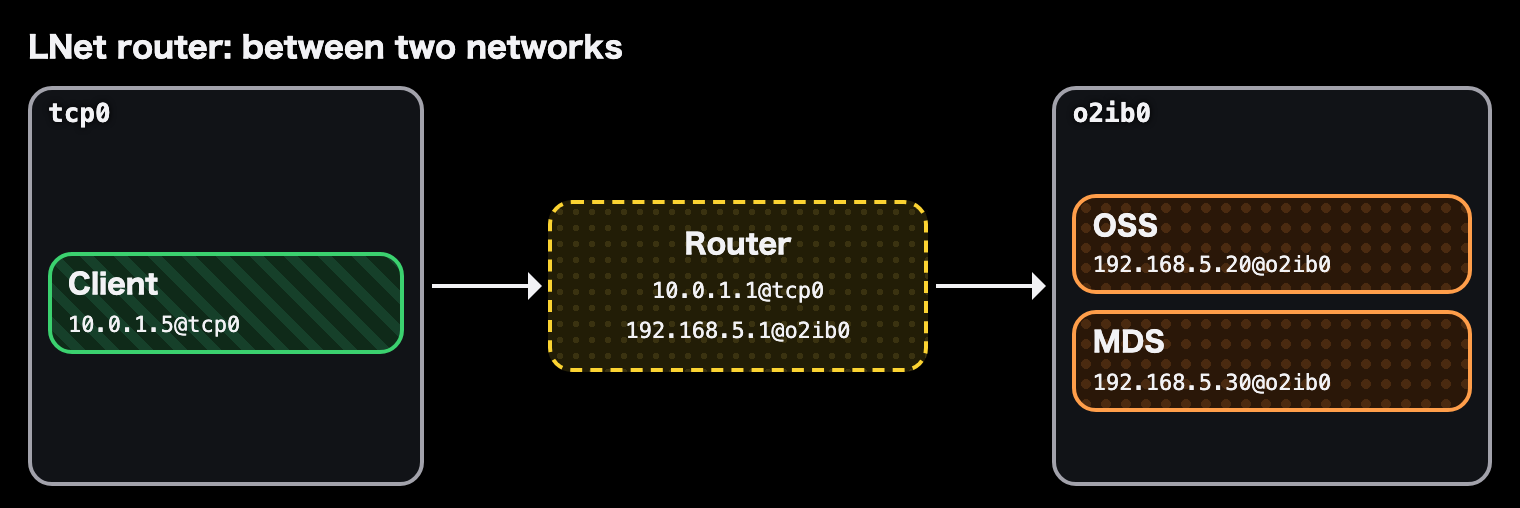 LNet router: between two networks
tcp0
Client
10.0.1.5@tcp0
Router
10.0.1.1@tcp0
192.168.5.1@o2ib0
o2ib0
OSS
192.168.5.20@o2ib0
MDS
192.168.5.30@o2ib0